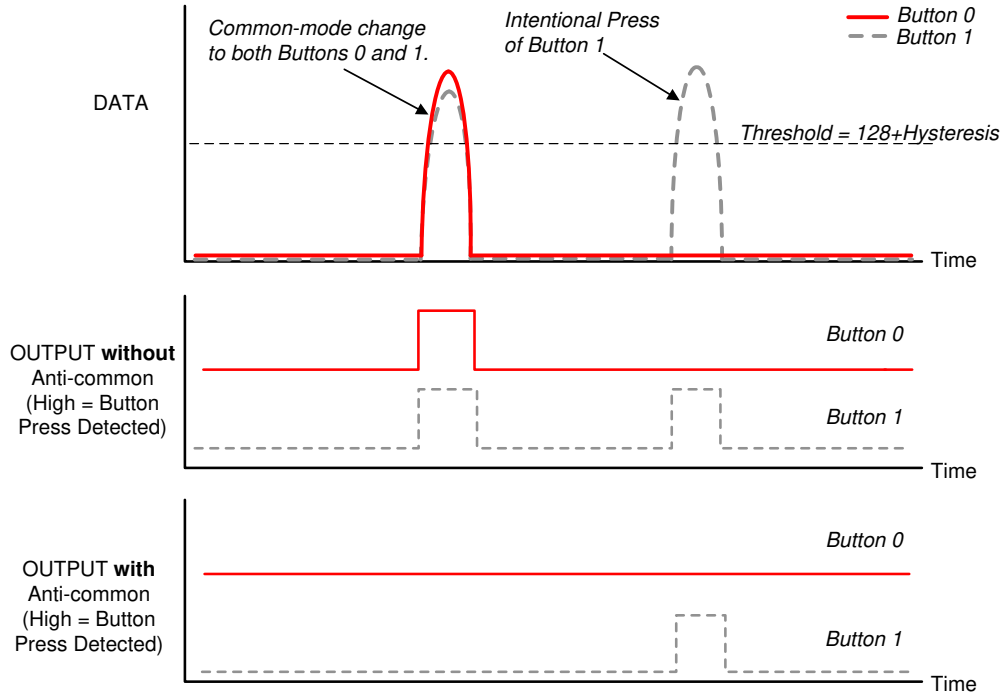 Common-mode change
to both Buttons 0 and 1.
Intentional Press
of Button 1
Button 0
Button 1
DATA
Threshold = 128+Hysteresis
Time
OUTPUT without
Anti-common
(High = Button
Press Detected)
Button 0
Button 1
Time
OUTPUT with
Anti-common
(High = Button
Press Detected)
Button 0
Button 1
Time